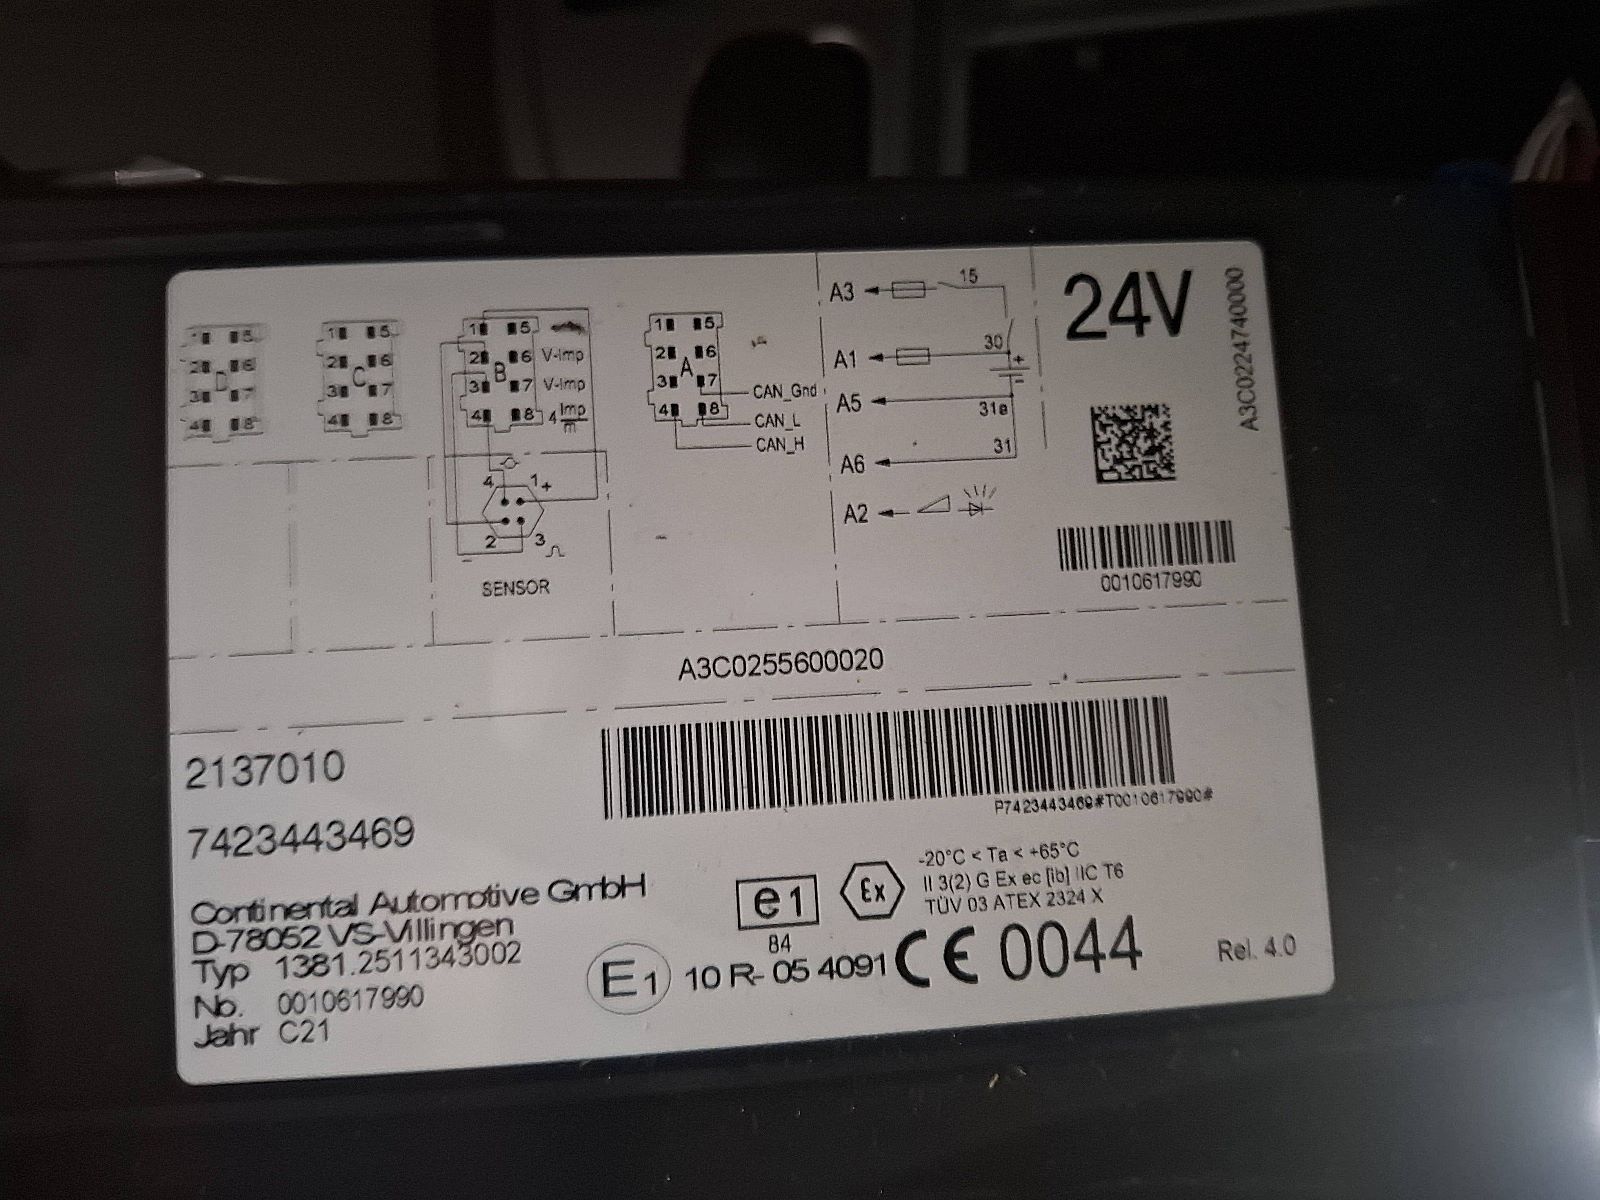 1 5
2 6
D
3 7
4 8
1 5
2 6
C
3 7
4 8
1 5
2 6 V-Imp
B
3 7 V-Imp
4 8 4 Imp
m
4 1 +
2 3
-
SENSOR
1 5
2 6
A
3 7
4 8
CAN_Gnd
CAN_L
CAN_H
A3 15
30
A1
+
-
A5 31a
31
A6
A2
24V
A3C0224740000
0010617990
A3C0255600020
2137010
P7423443469#T0010617990#
7423443469
Continental Automotive GmbH
D-78052 VS-Villingen
Typ 1381.2511343002
No. 0010617990
Jahr C21
e1
84
Ex
-20°C < Ta < +65°C
II 3(2) G Ex ec [ib] IIC T6
TÜV 03 ATEX 2324 X
E1 10 R-05 4091 CE 0044
Rel. 4.0